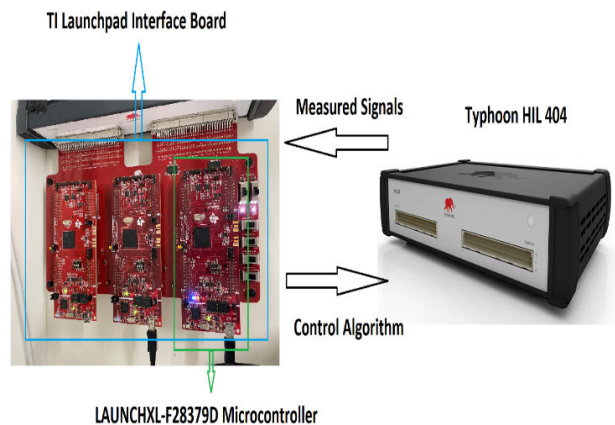 TI Launchpad Interface Board
Measured Signals
Typhoon HIL 404
Control Algorithm
LAUNCHXL-F28379D Microcontroller